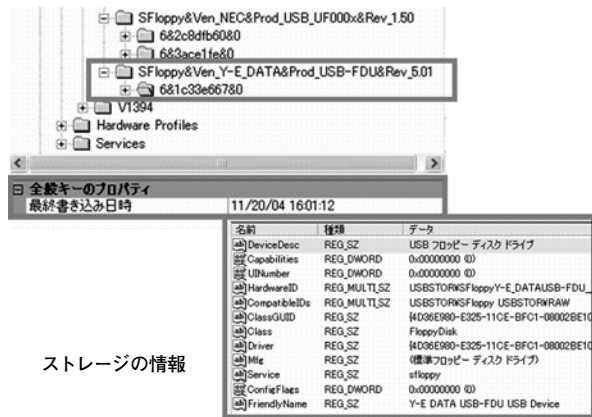 SFloppy&Ven_NEC&Prod_USB_UF000x&Rev_1.50
6&2c8dfb60&0
6&3ace1fe&0
SFloppy&Ven_Y-E_DATA&Prod_USB-FDU&Rev_5.01
6&1c33e667&0
V1394
Hardware Profiles
Services
全般キーのプロパティ
最終書き込み日時 11/20/04 16:01:12
名前 種類 データ
DeviceDesc REG_SZ USB フロッピー ディスク ドライブ
Capabilities REG_DWORD 0x00000000 (0)
UINumber REG_DWORD 0x00000000 (0)
HardwareID REG_MULTI_SZ USBSTOR¥SFloppyY-E_DATAUSB-FDU_
CompatibleIDs REG_MULTI_SZ USBSTOR¥SFloppy USBSTOR¥RAW
ClassGUID REG_SZ {4D36E980-E325-11CE-BFC1-08002BE10
Class REG_SZ FloppyDisk
Driver REG_SZ {4D36E980-E325-11CE-BFC1-08002BE10
Mfg REG_SZ (標準フロッピー ディスク ドライブ)
Service REG_SZ sfloppy
ConfigFlags REG_DWORD 0x00000000 (0)
FriendlyName REG_SZ Y-E DATA USB-FDU USB Device
ストレージの情報